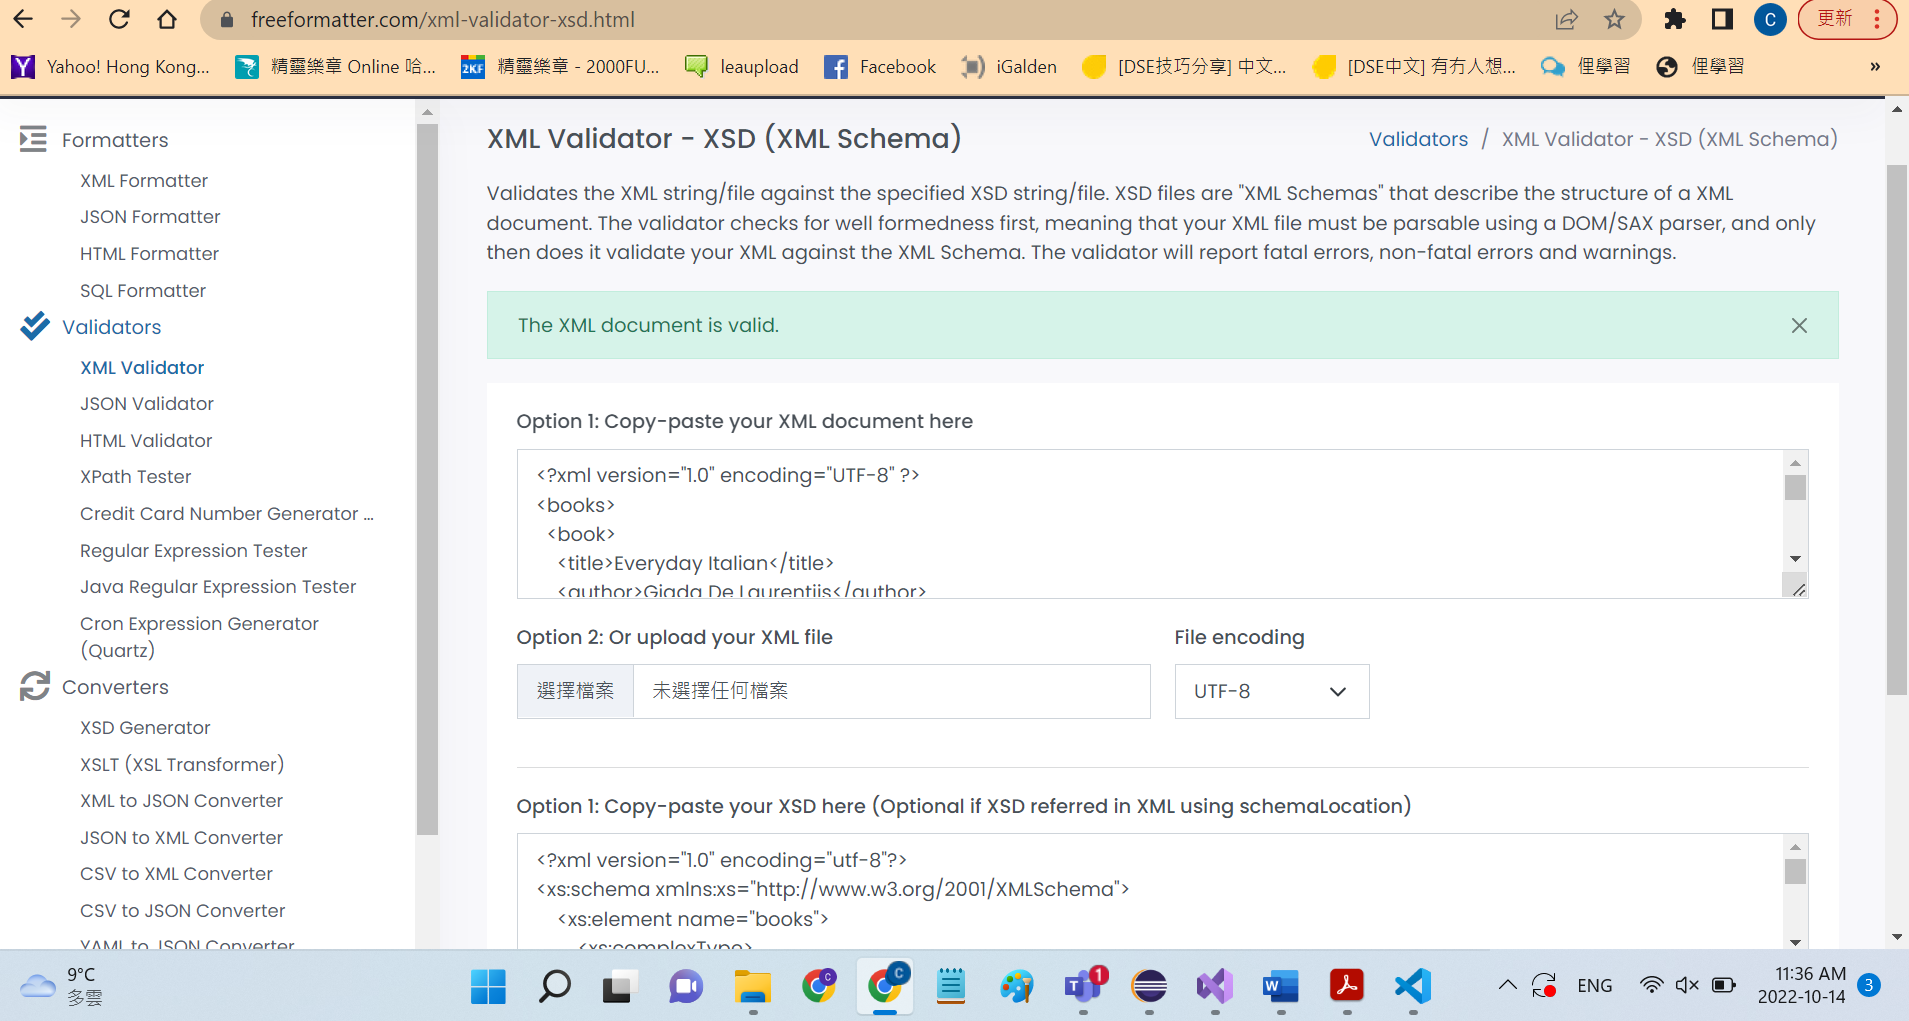 freeformatter.com/xml-validator-xsd.html
C
更新
Y Yahoo! Hong Kong...
精靈樂章 Online 哈...
2KF 精靈樂章 - 2000FU...
leaupload
Facebook
iGalden
[DSE技巧分享] 中文...
[DSE中文] 有冇人想...
俚學習
俚學習
»
Formatters
XML Formatter
JSON Formatter
HTML Formatter
SQL Formatter
Validators
XML Validator
JSON Validator
HTML Validator
XPath Tester
Credit Card Number Generator ...
Regular Expression Tester
Java Regular Expression Tester
Cron Expression Generator
(Quartz)
Converters
XSD Generator
XSLT (XSL Transformer)
XML to JSON Converter
JSON to XML Converter
CSV to XML Converter
CSV to JSON Converter
YAML to JSON Converter
XML Validator - XSD (XML Schema)
Validators / XML Validator - XSD (XML Schema)
Validates the XML string/file against the specified XSD string/file. XSD files are "XML Schemas" that describe the structure of a XML
document. The validator checks for well formedness first, meaning that your XML file must be parsable using a DOM/SAX parser, and only
then does it validate your XML against the XML Schema. The validator will report fatal errors, non-fatal errors and warnings.
The XML document is valid.
Option 1: Copy-paste your XML document here
<?xml version="1.0" encoding="UTF-8" ?>
<books>
<book>
<title>Everyday Italian</title>
<author>Giada De Laurentiis</author>
Option 2: Or upload your XML file
File encoding
選擇檔案
未選擇任何檔案
UTF-8
Option 1: Copy-paste your XSD here (Optional if XSD referred in XML using schemaLocation)
<?xml version="1.0" encoding="utf-8"?>
<xs:schema xmlns:xs="http://www.w3.org/2001/XMLSchema">
<xs:element name="books">
<xs:complexType>
9°C
多雲
C
C
T
1
W
ENG
11:36 AM
2022-10-14
3